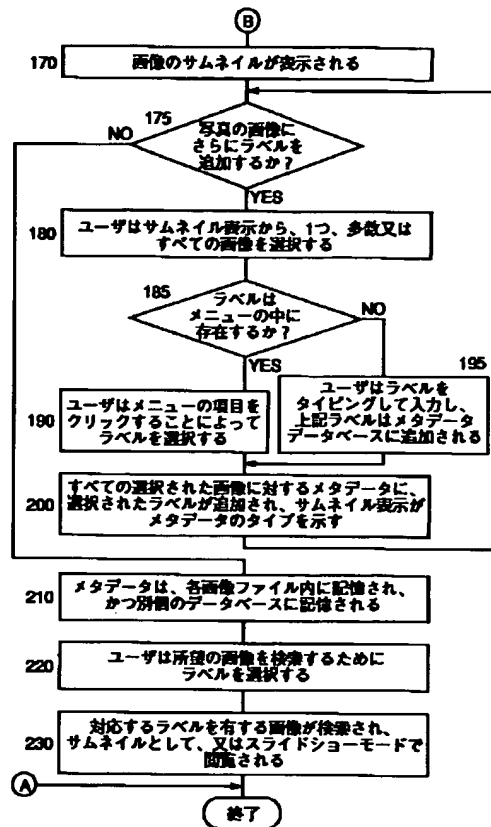 B
170
画像のサムネイルが表示される
175
写真の画像に
さらにラベルを
追加するか？
NO
YES
180
ユーザはサムネイル表示から、1つ、多数又は
すべての画像を選択する
185
ラベルは
メニューの中に
存在するか？
NO
YES
190
ユーザはメニューの項目を
クリックすることによって
ラベルを選択する
195
ユーザはラベルを
タイピングして入力し、
上記ラベルはメタデータ
データベースに追加される
200
すべての選択された画像に対するメタデータに、
選択されたラベルが追加され、サムネイル表示が
メタデータのタイプを示す
210
メタデータは、各画像ファイル内に記憶され、
かつ別個のデータベースに記憶される
220
ユーザは所望の画像を検索するために
ラベルを選択する
230
対応するラベルを有する画像が検索され、
サムネイルとして、又はスライドショーモードで
閲覧される
A
終了